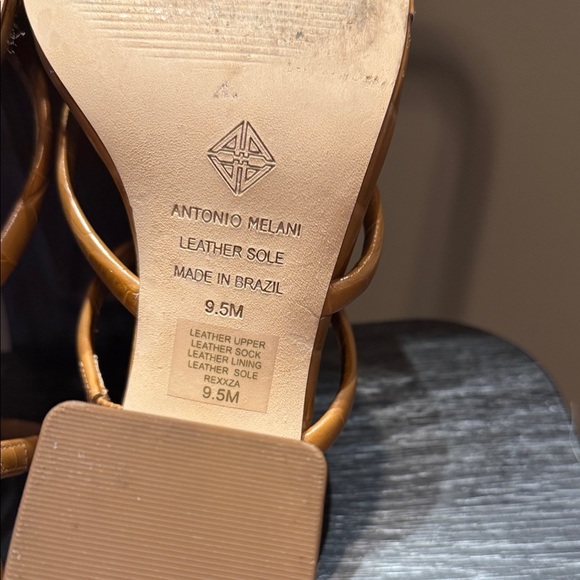 ANTONIO MELANI
LEATHER SOLE
MADE IN BRAZIL
9.5M
LEATHER UPPER
LEATHER SOCK
LEATHER LINING
LEATHER SOLE
REXXZA
9.5M